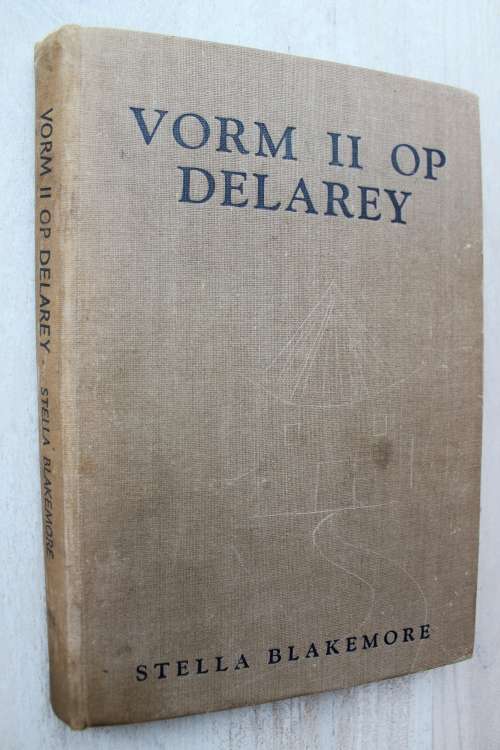 VORM II OP
DELAREY
STELLA BLAKEMORE
VORM II OP DELAREY. STELLA BLAKEMORE